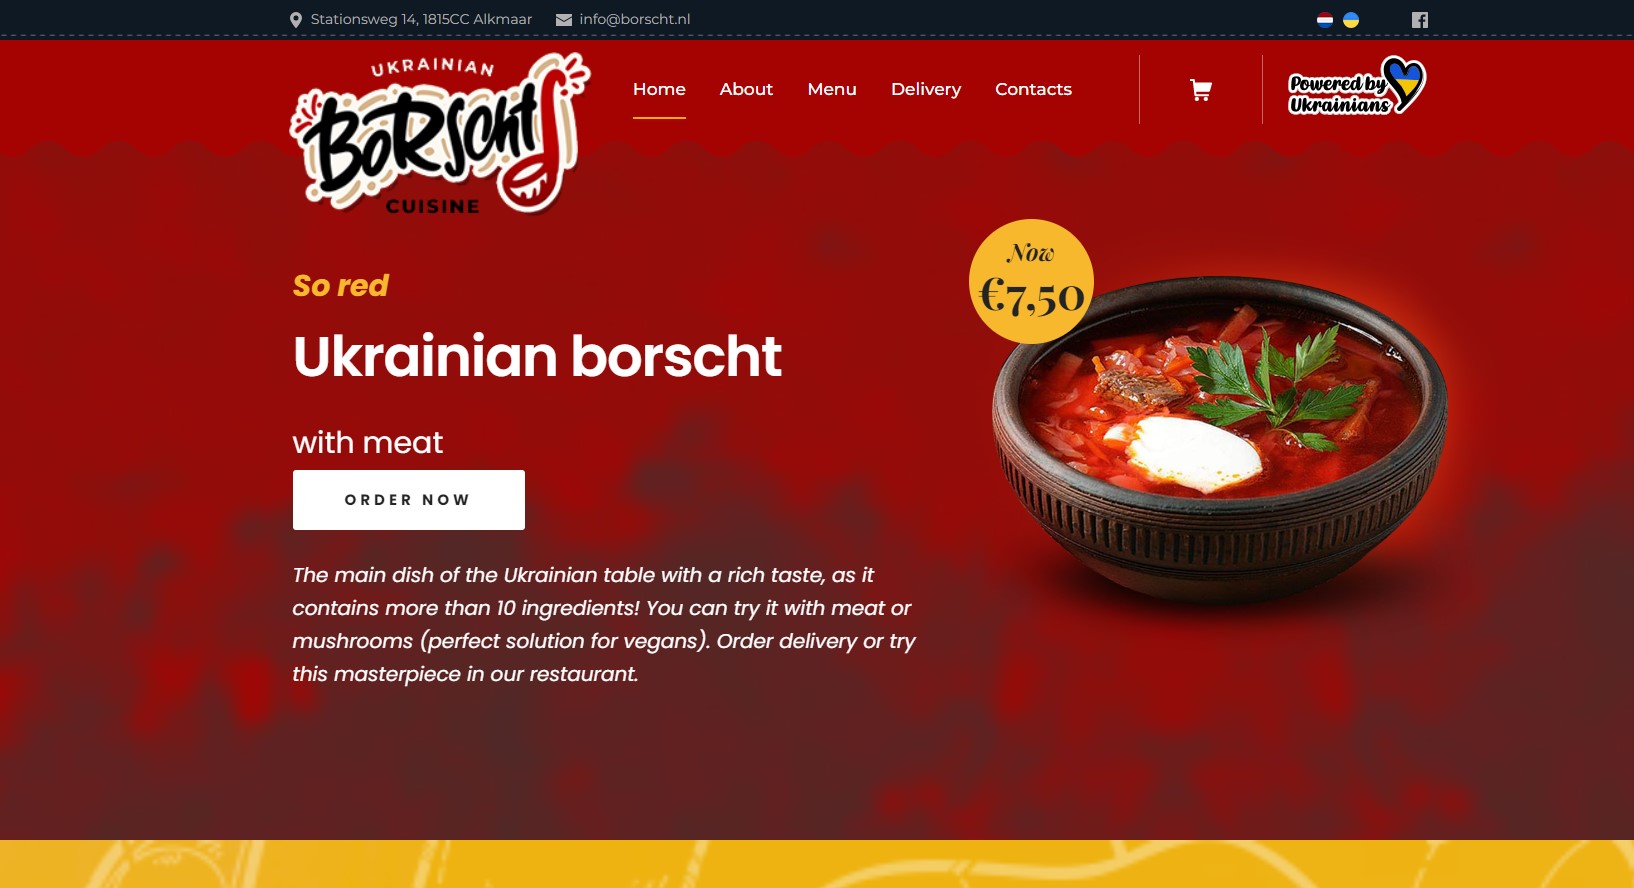 Stationsweg 14, 1815CC Alkmaar
info@borscht.nl
UKRAINIAN
BORSCHT
CUISINE
Home
About
Menu
Delivery
Contacts
Powered by
Ukrainians
So red
Ukrainian borscht
with meat
ORDER NOW
The main dish of the Ukrainian table with a rich taste, as it
contains more than 10 ingredients! You can try it with meat or
mushrooms (perfect solution for vegans). Order delivery or try
this masterpiece in our restaurant.
Now
€7,50